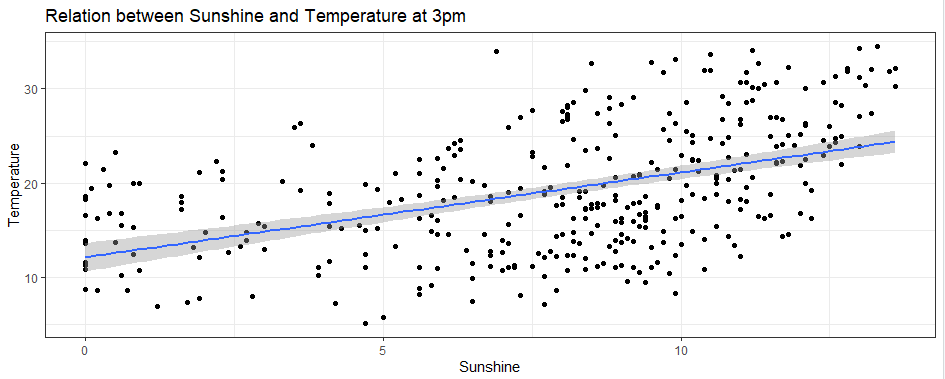 Relation between Sunshine and Temperature at 3pm
30
20
10
Temperature
0 5 10
Sunshine